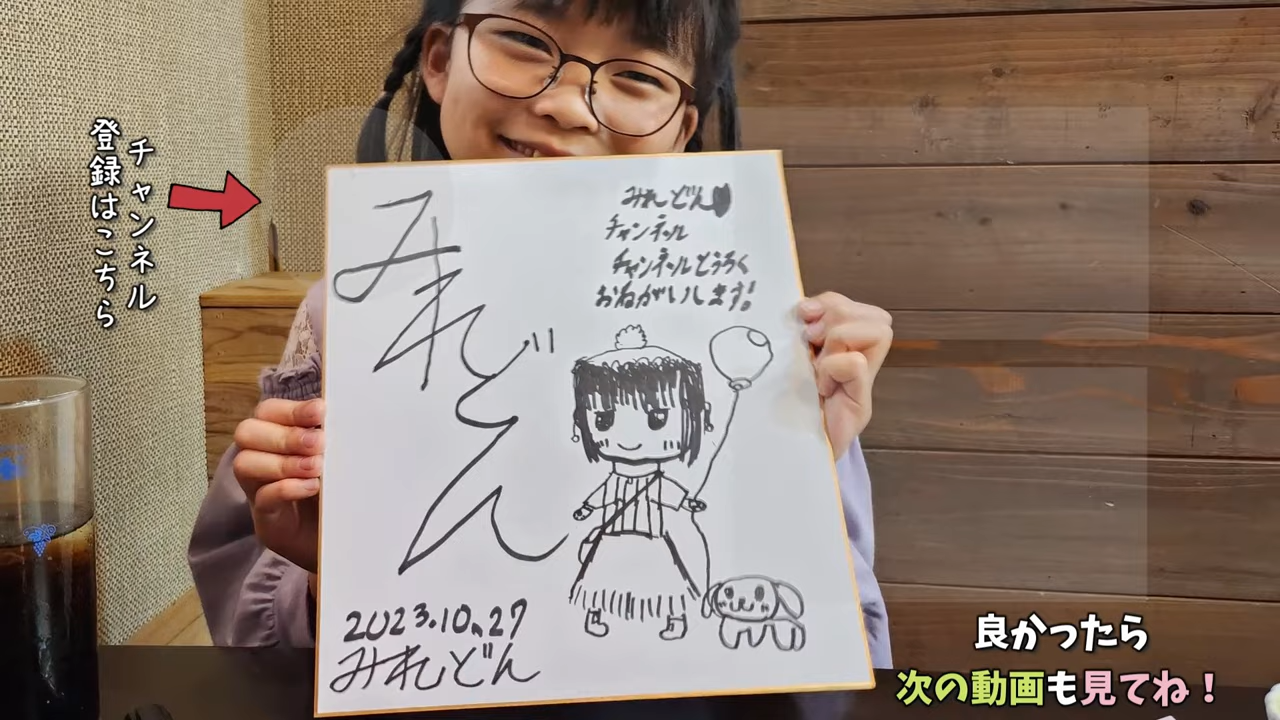 チャンネル
登録はこちら
みれどん
みれどん
チャンネル
チャンネルとうろく
おねがいします!
2023.10.27
みれどん
良かったら
次の動画も見てね!